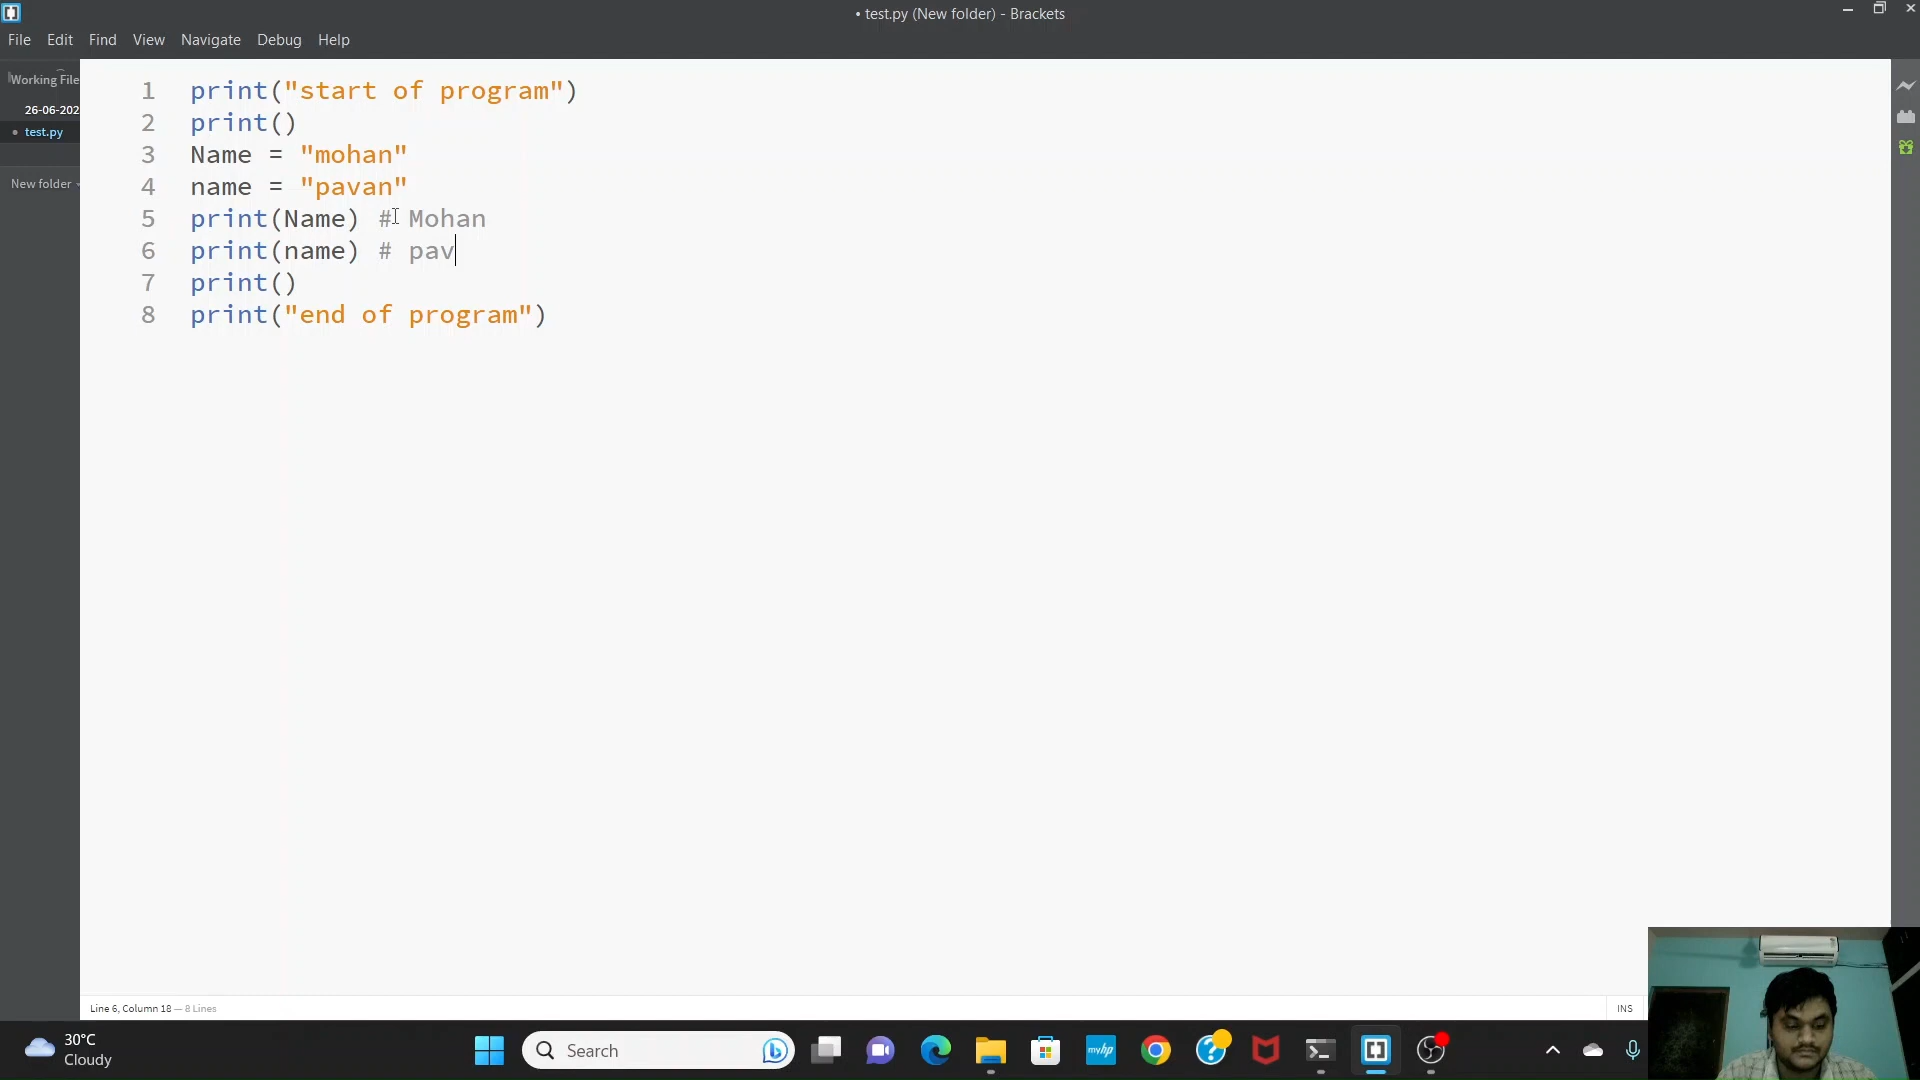 • test.py (New folder) - Brackets
File Edit Find View Navigate Debug Help
Working File
26-06-202
• test.py
New folder
1 print("start of program")
2 print()
3 Name = "mohan"
4 name = "pavan"
5 print(Name) # Mohan
6 print(name) # pav
7 print()
8 print("end of program")
Line 6, Column 18 — 8 Lines
INS
30°C
Cloudy
Search
myhp